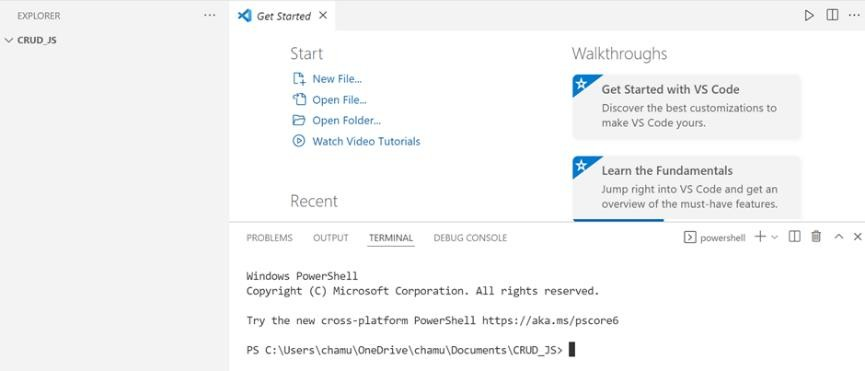 EXPLORER
CRUD_JS
Get Started
Start
New File...
Open File...
Open Folder...
Watch Video Tutorials
Recent
Walkthroughs
Get Started with VS Code
Discover the best customizations to
make VS Code yours.
Learn the Fundamentals
Jump right into VS Code and get an
overview of the must-have features.
PROBLEMS OUTPUT TERMINAL DEBUG CONSOLE powershell
Windows PowerShell
Copyright (C) Microsoft Corporation. All rights reserved.
Try the new cross-platform PowerShell https://aka.ms/pscore6
PS C:\Users\chamu\OneDrive\chamu\Documents\CRUD_JS>